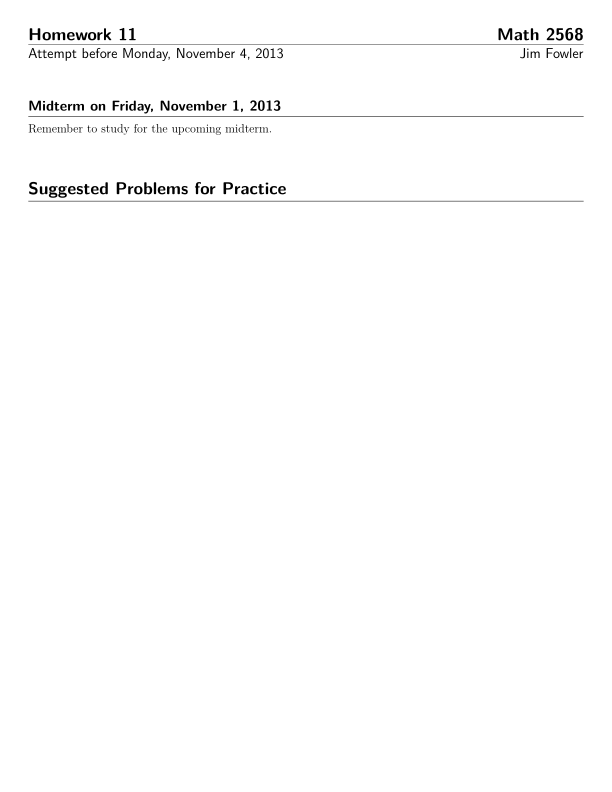 Homework 11 Math 2568
Attempt before Monday, November 4, 2013 Jim Fowler
Midterm on Friday, November 1, 2013
Remember to study for the upcoming midterm.
Suggested Problems for Practice